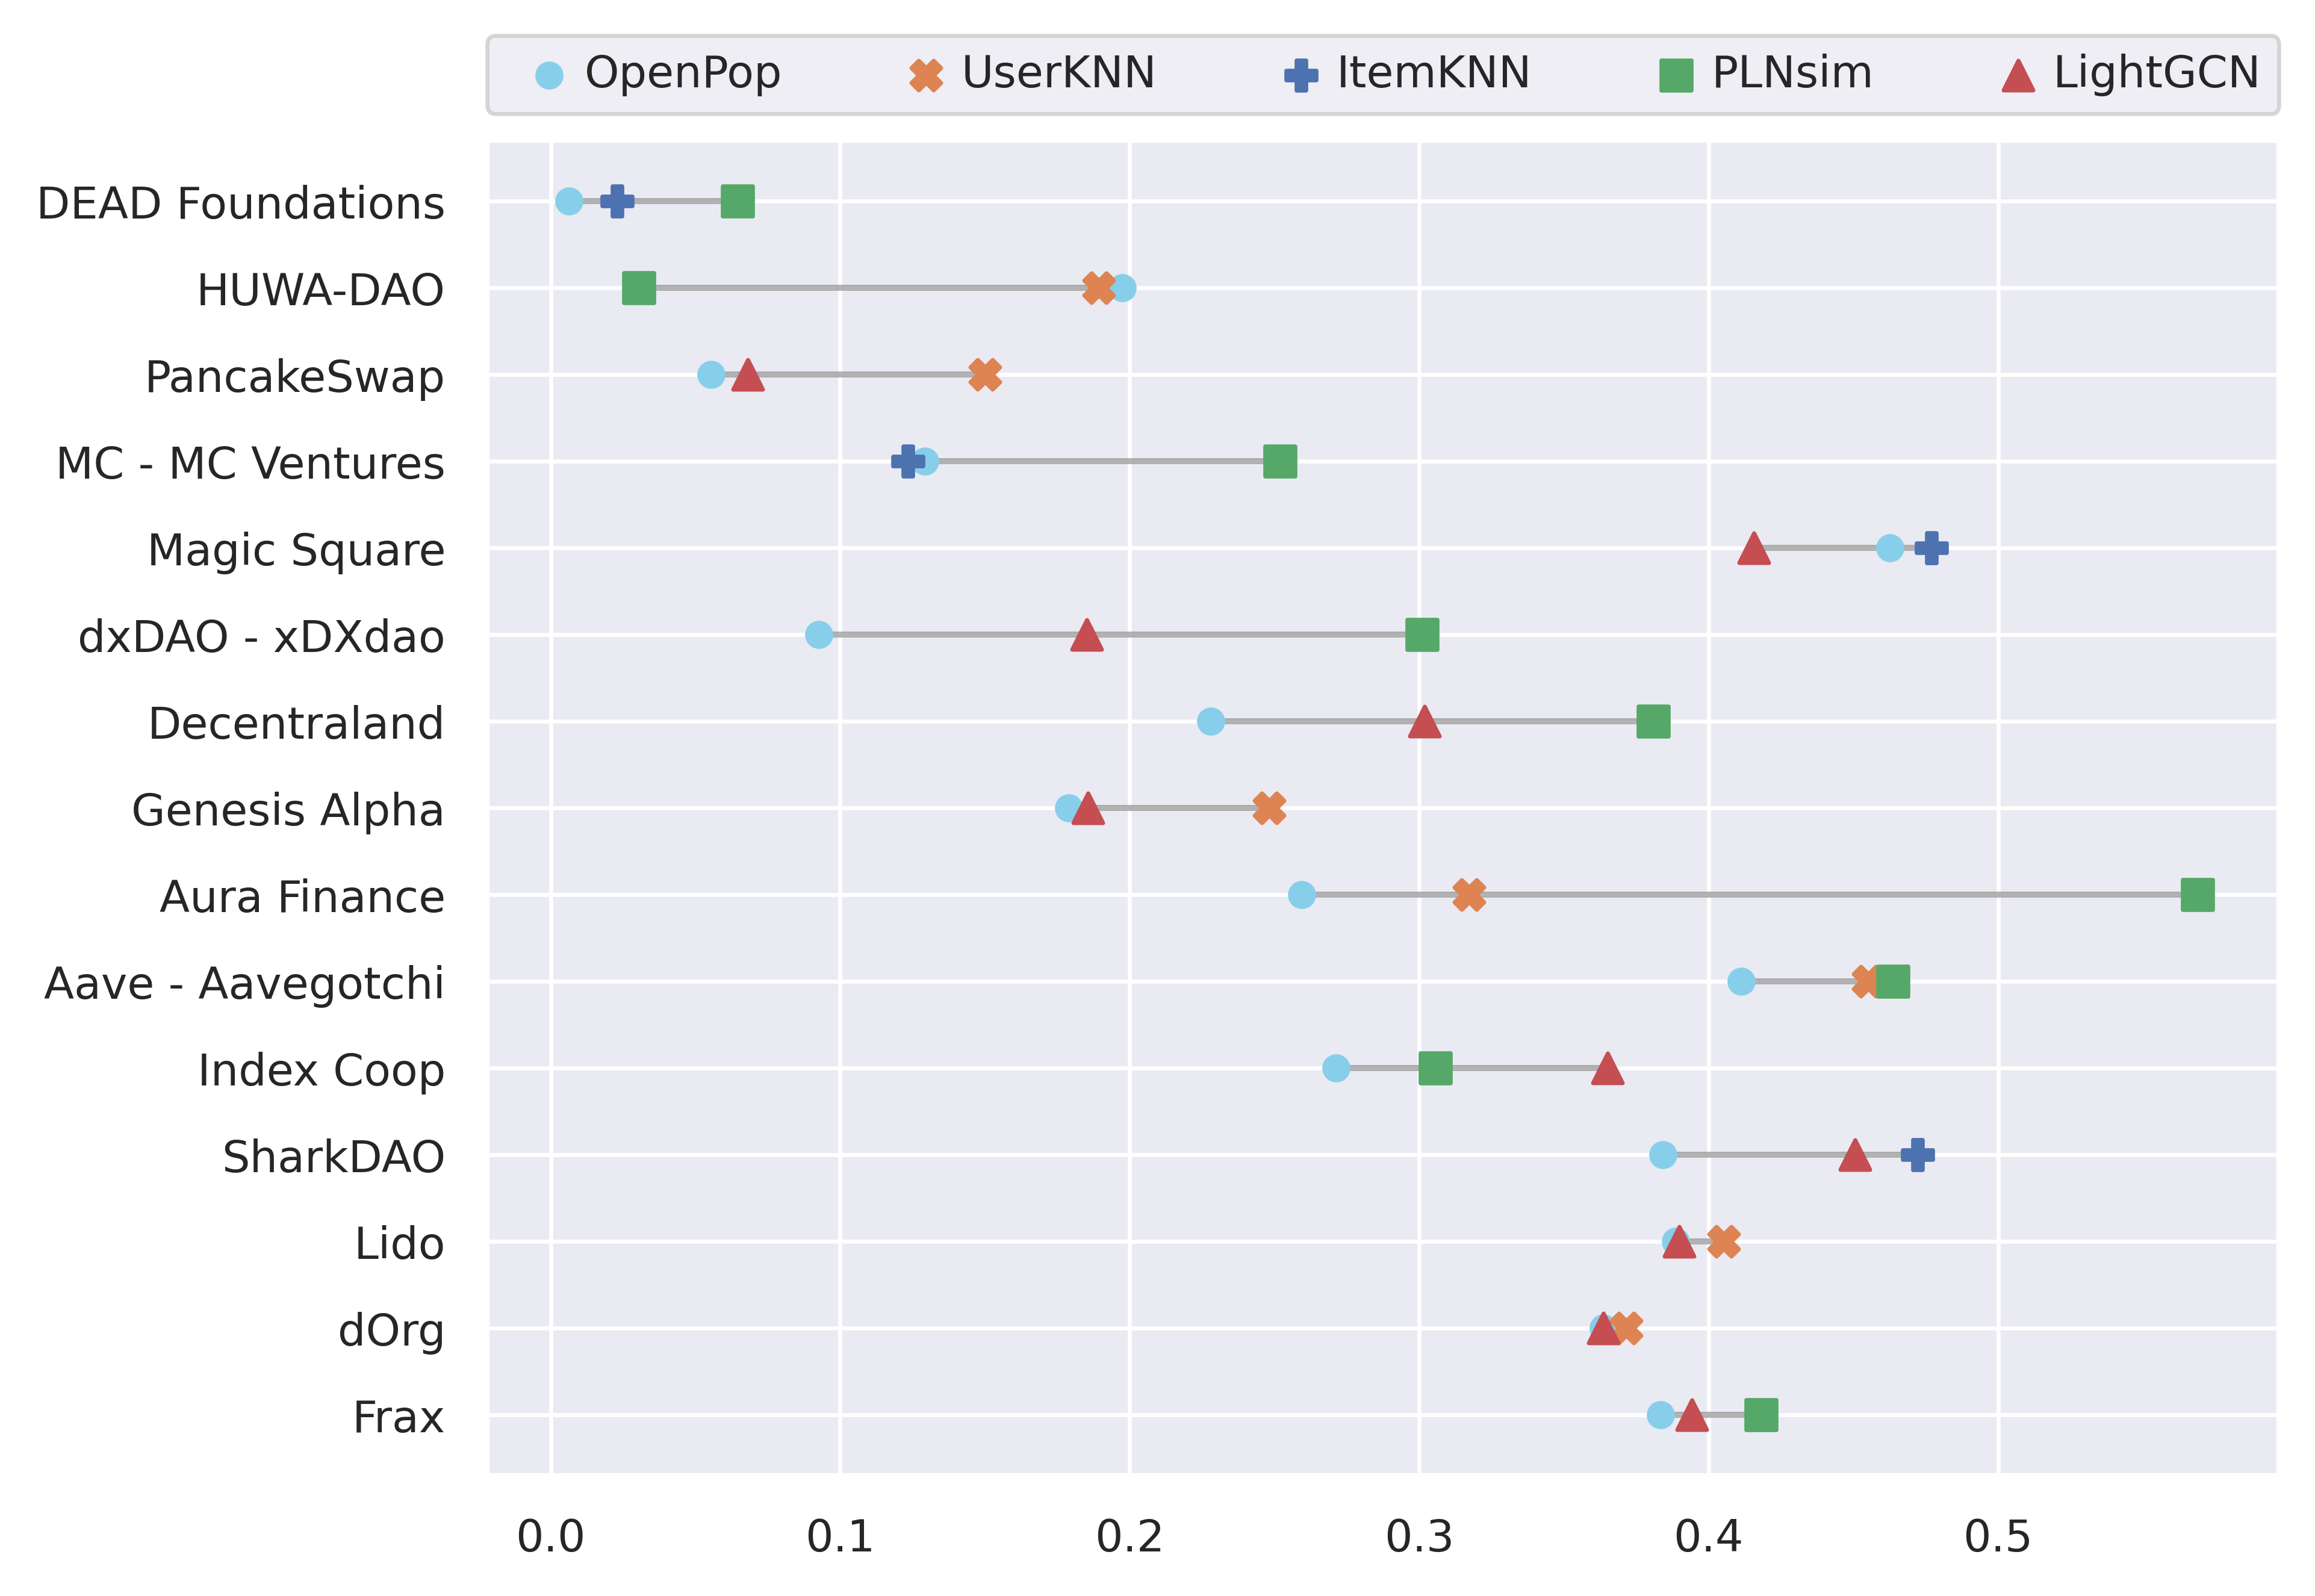 OpenPop UserKNN ItemKNN PLNsim LightGCN
DEAD Foundations
HUWA-DAO
PancakeSwap
MC - MC Ventures
Magic Square
dxDAO - xDXdao
Decentraland
Genesis Alpha
Aura Finance
Aave - Aavegotchi
Index Coop
SharkDAO
Lido
dOrg
Frax
0.0 0.1 0.2 0.3 0.4 0.5